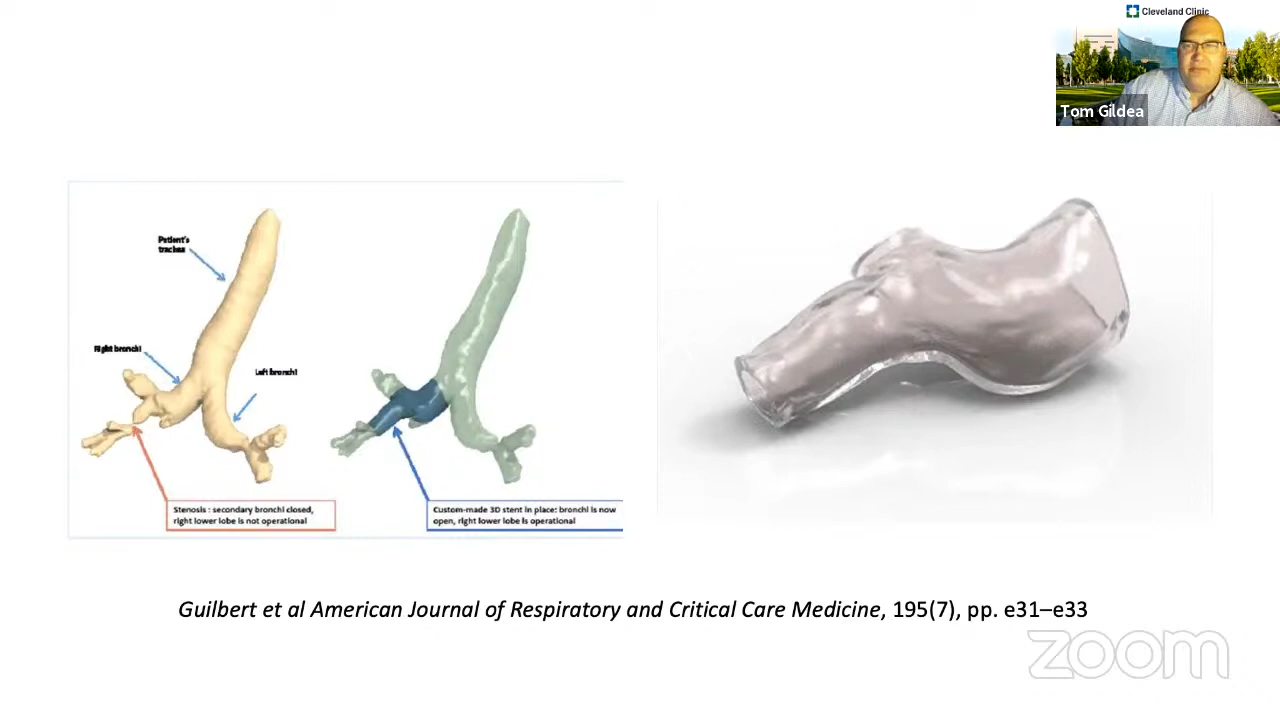 Cleveland Clinic
Tom Gildea
Patient's
trachea
Right bronchi
Left bronchi
Stenosis : secondary bronchi closed,
right lower lobe is not operational
Custom-made 3D stent in place: bronchi is now
open, right lower lobe is operational
Guilbert et al American Journal of Respiratory and Critical Care Medicine, 195(7), pp. e31–e33
zoom